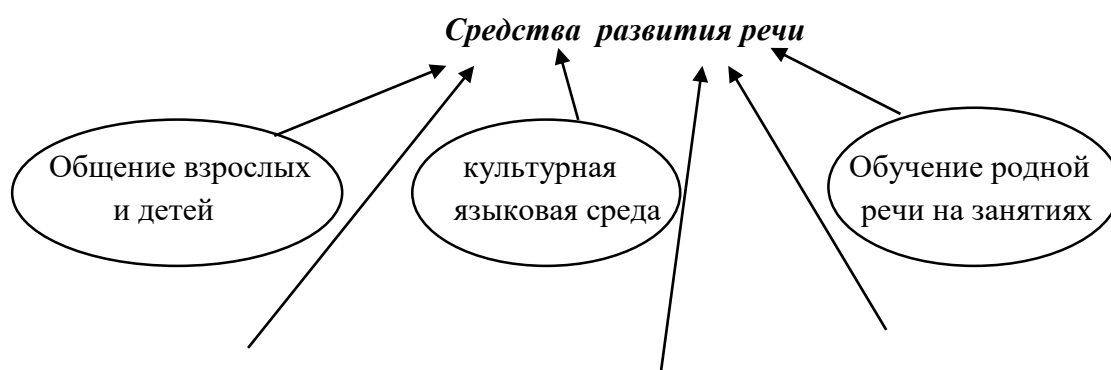 Средства развития речи
Общение взрослых
и детей
культурная
языковая среда
Обучение родной
речи на занятиях